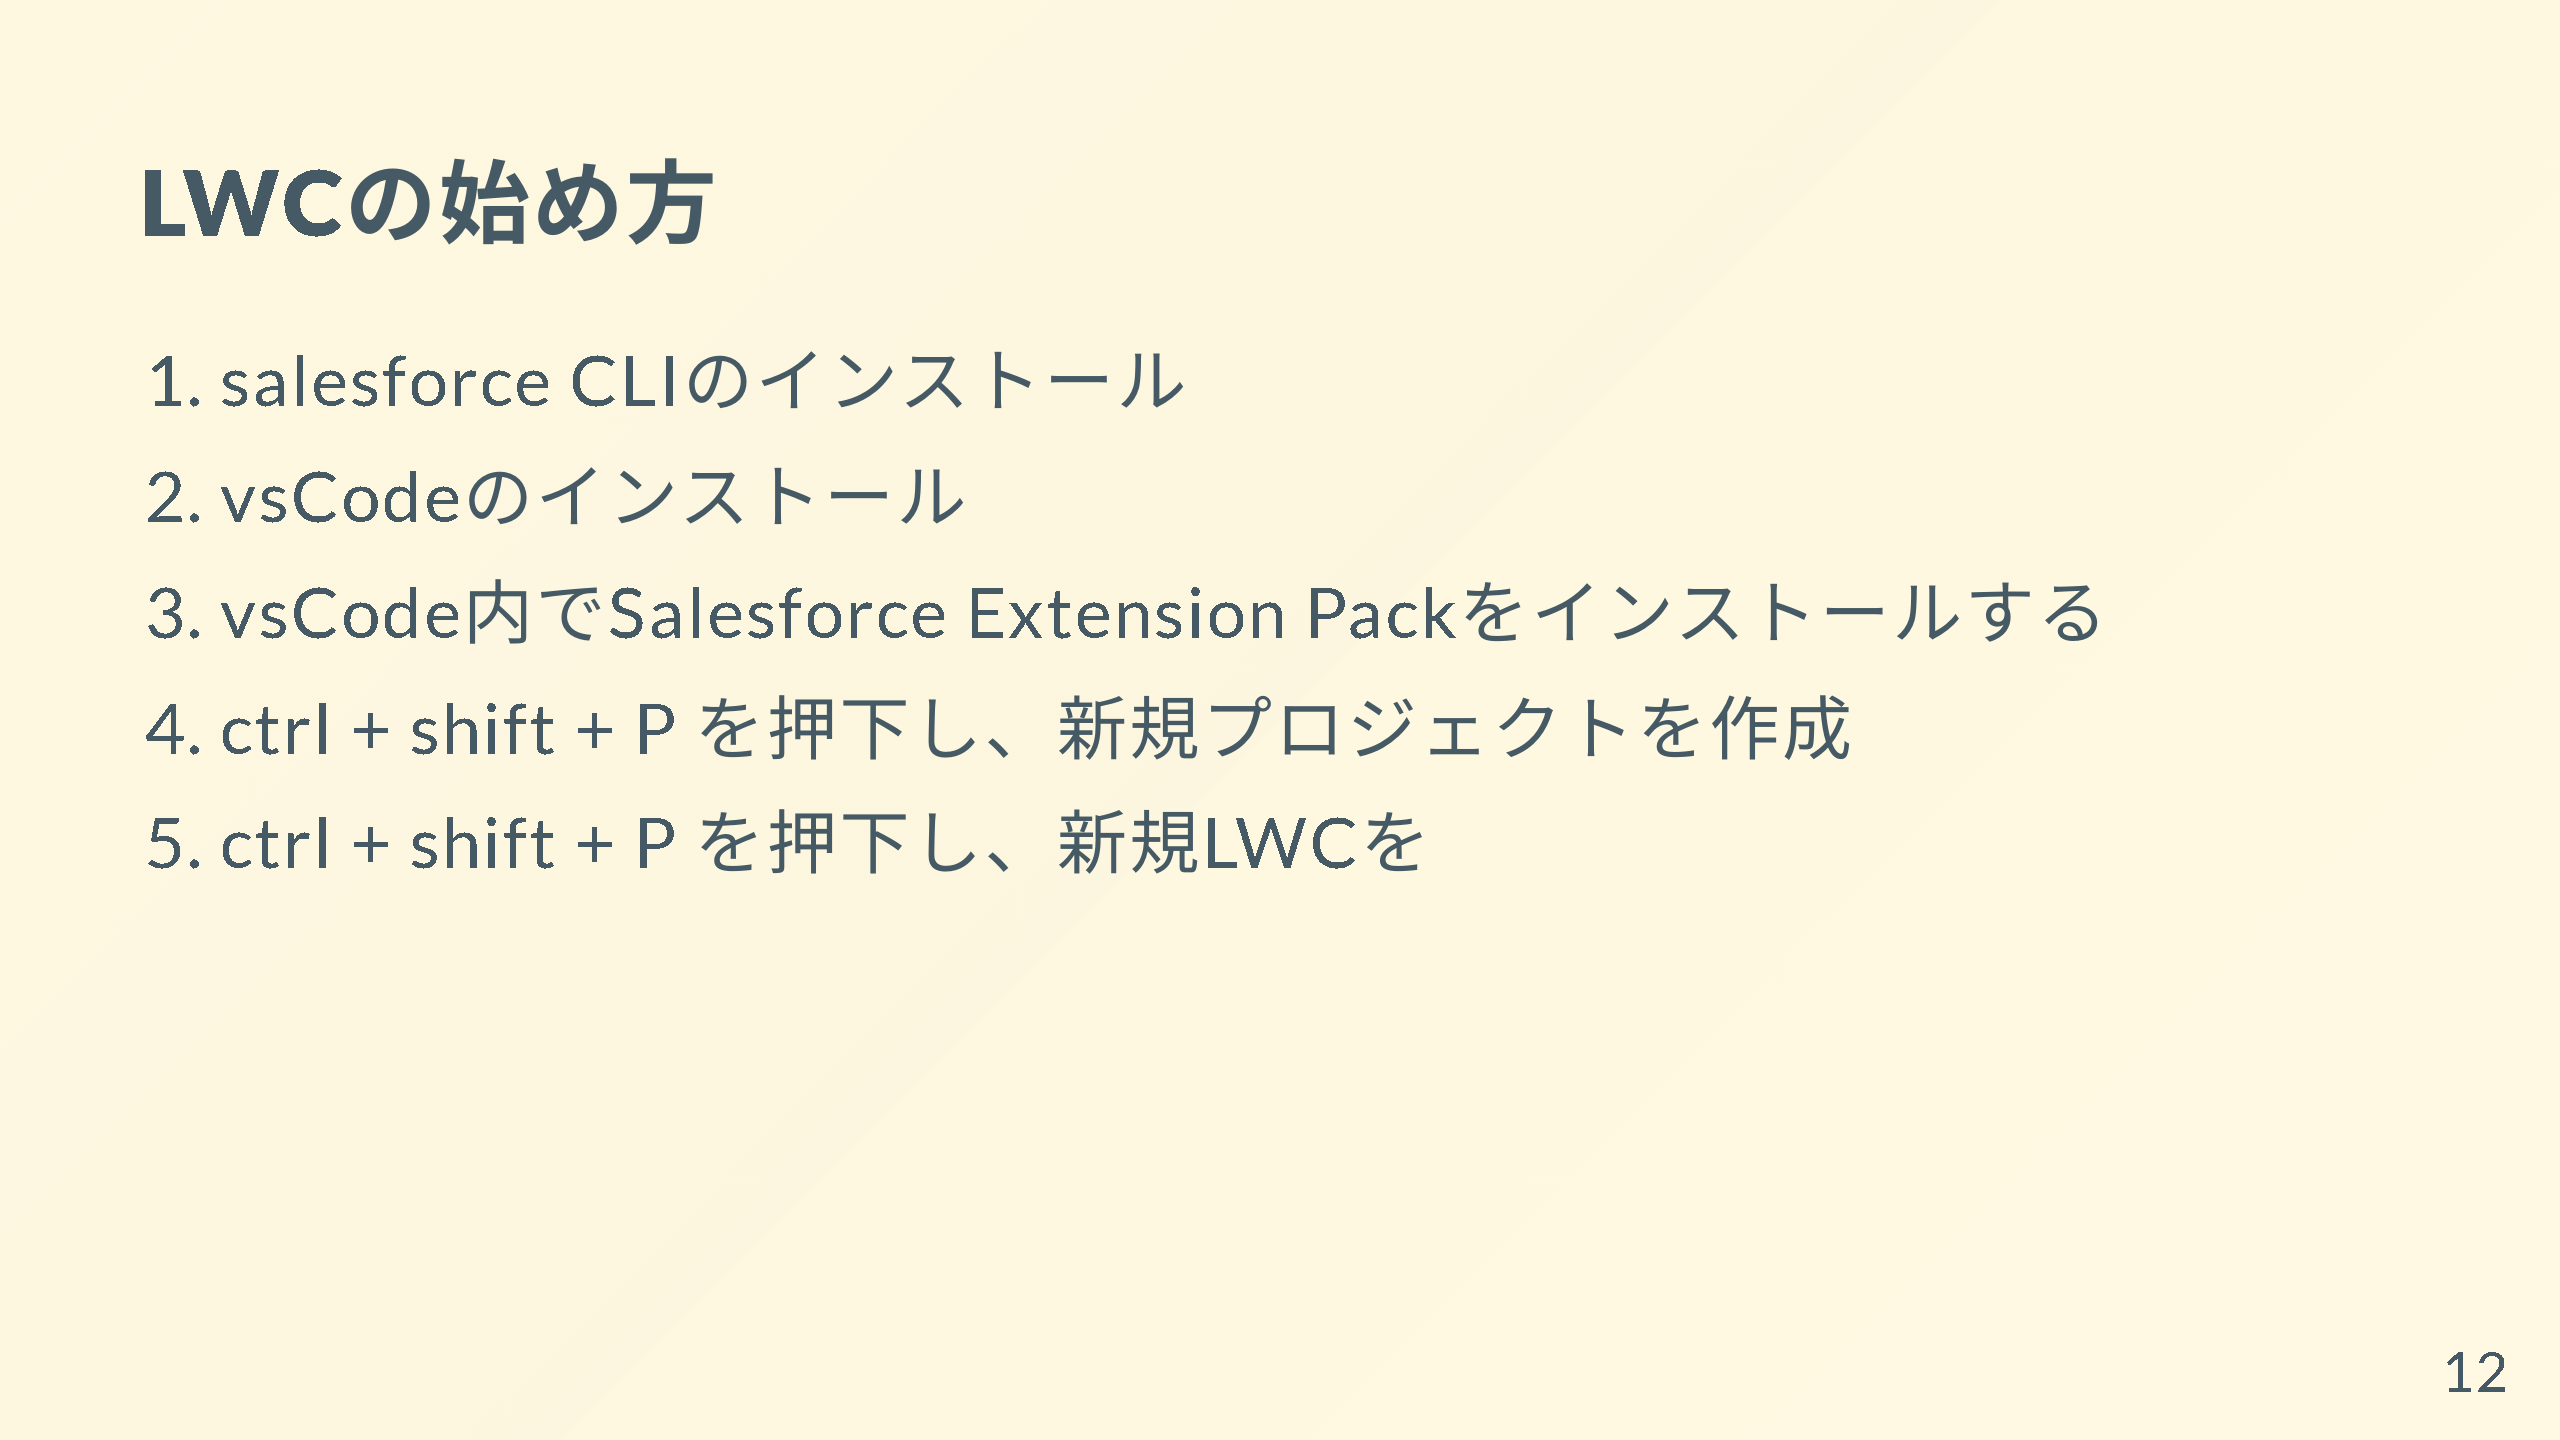 LWCの始め方
1. salesforce CLIのインストール
2. vsCodeのインストール
3. vsCode内でSalesforce Extension Packをインストールする
4. ctrl + shift + P を押下し、新規プロジェクトを作成
5. ctrl + shift + P を押下し、新規LWCを
12